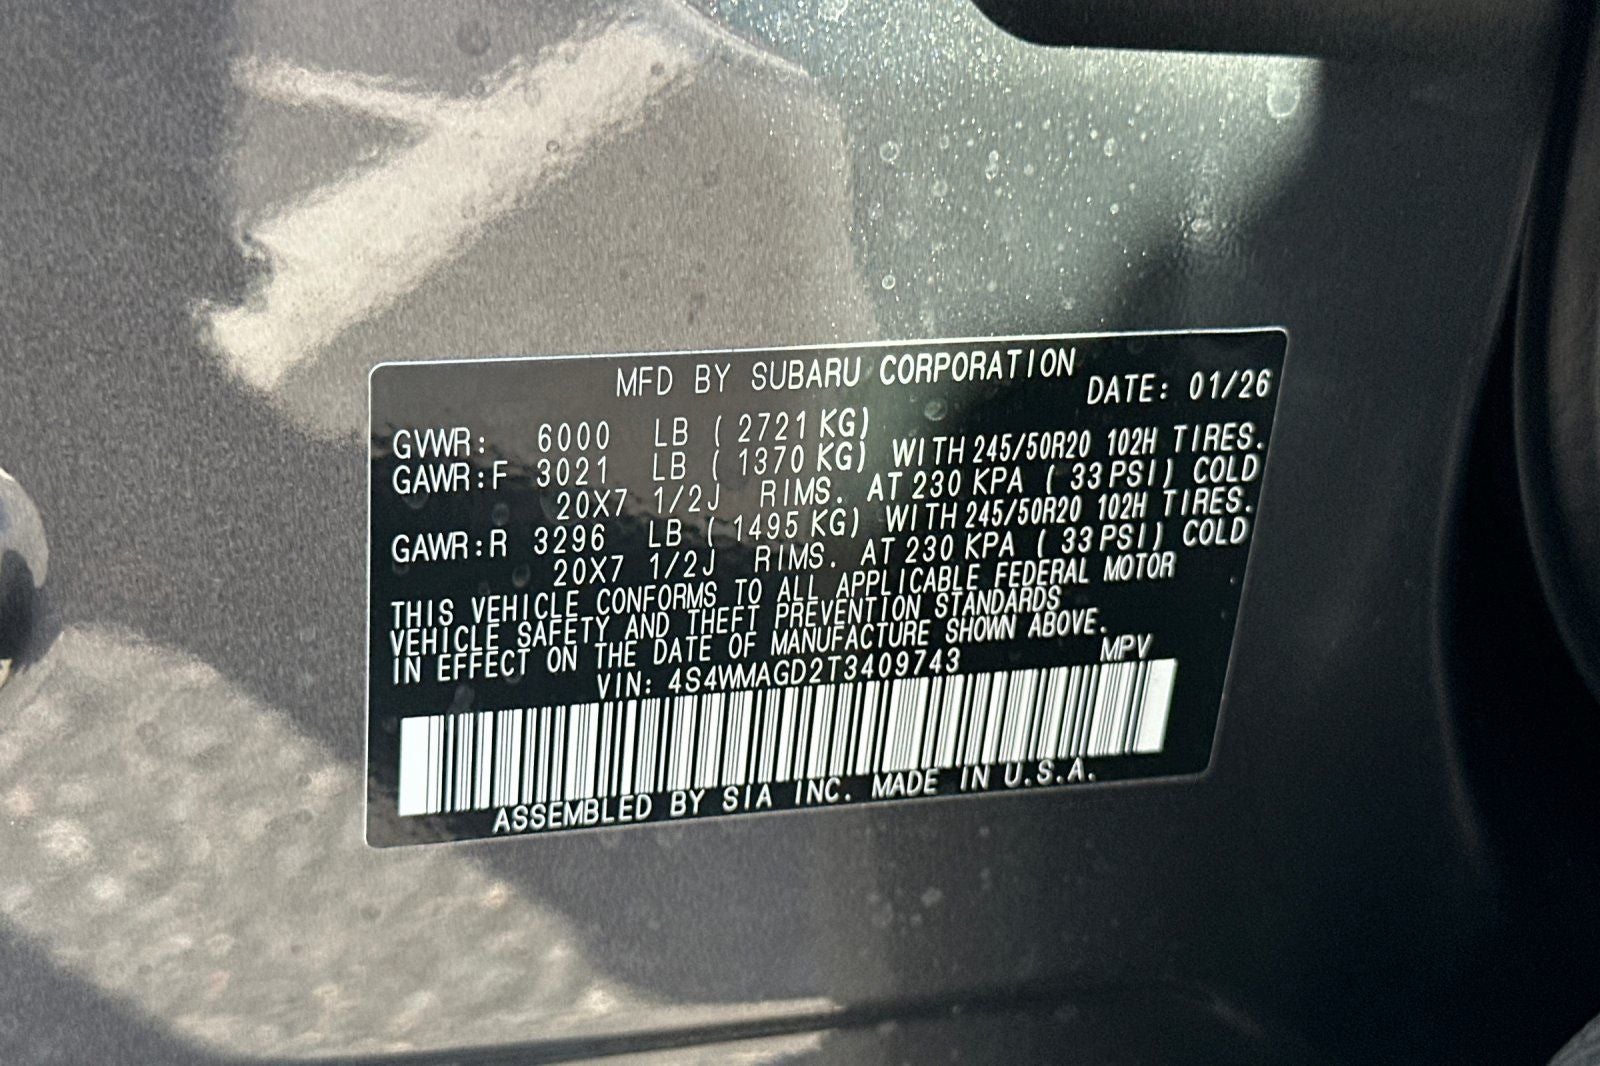 MFD BY SUBARU CORPORATION
DATE: 01/26
GVWR: 6000 LB ( 2721 KG)
GAWR:F 3021 LB ( 1370 KG) WITH 245/50R20 102H TIRES.
20X7 1/2J RIMS. AT 230 KPA ( 33 PSI) COLD
GAWR:R 3296 LB ( 1495 KG) WITH 245/50R20 102H TIRES.
20X7 1/2J RIMS. AT 230 KPA ( 33 PSI) COLD
THIS VEHICLE CONFORMS TO ALL APPLICABLE FEDERAL MOTOR
VEHICLE SAFETY AND THEFT PREVENTION STANDARDS
IN EFFECT ON THE DATE OF MANUFACTURE SHOWN ABOVE.
VIN: 4S4WMAGD2T3409743 MPV
ASSEMBLED BY SIA INC. MADE IN U.S.A.